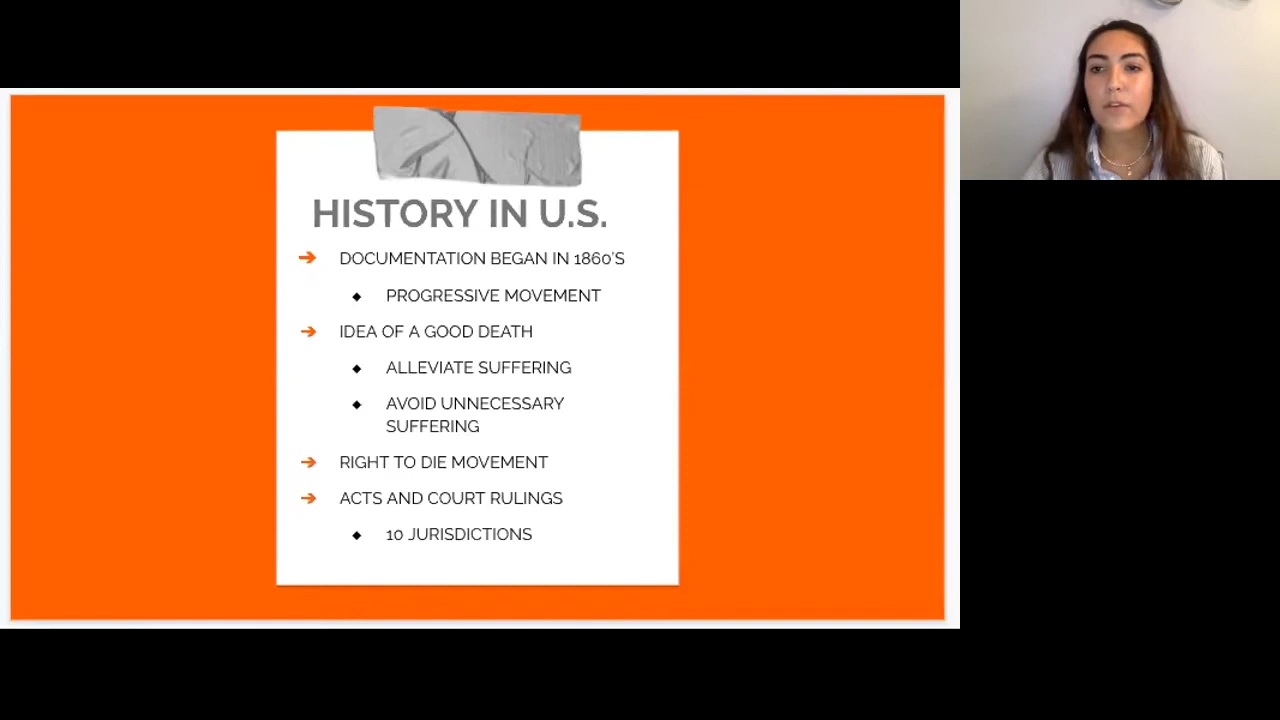 HISTORY IN U.S.
➔ DOCUMENTATION BEGAN IN 1860'S
◆ PROGRESSIVE MOVEMENT
➔ IDEA OF A GOOD DEATH
◆ ALLEVIATE SUFFERING
◆ AVOID UNNECESSARY
SUFFERING
➔ RIGHT TO DIE MOVEMENT
➔ ACTS AND COURT RULINGS
◆ 10 JURISDICTIONS